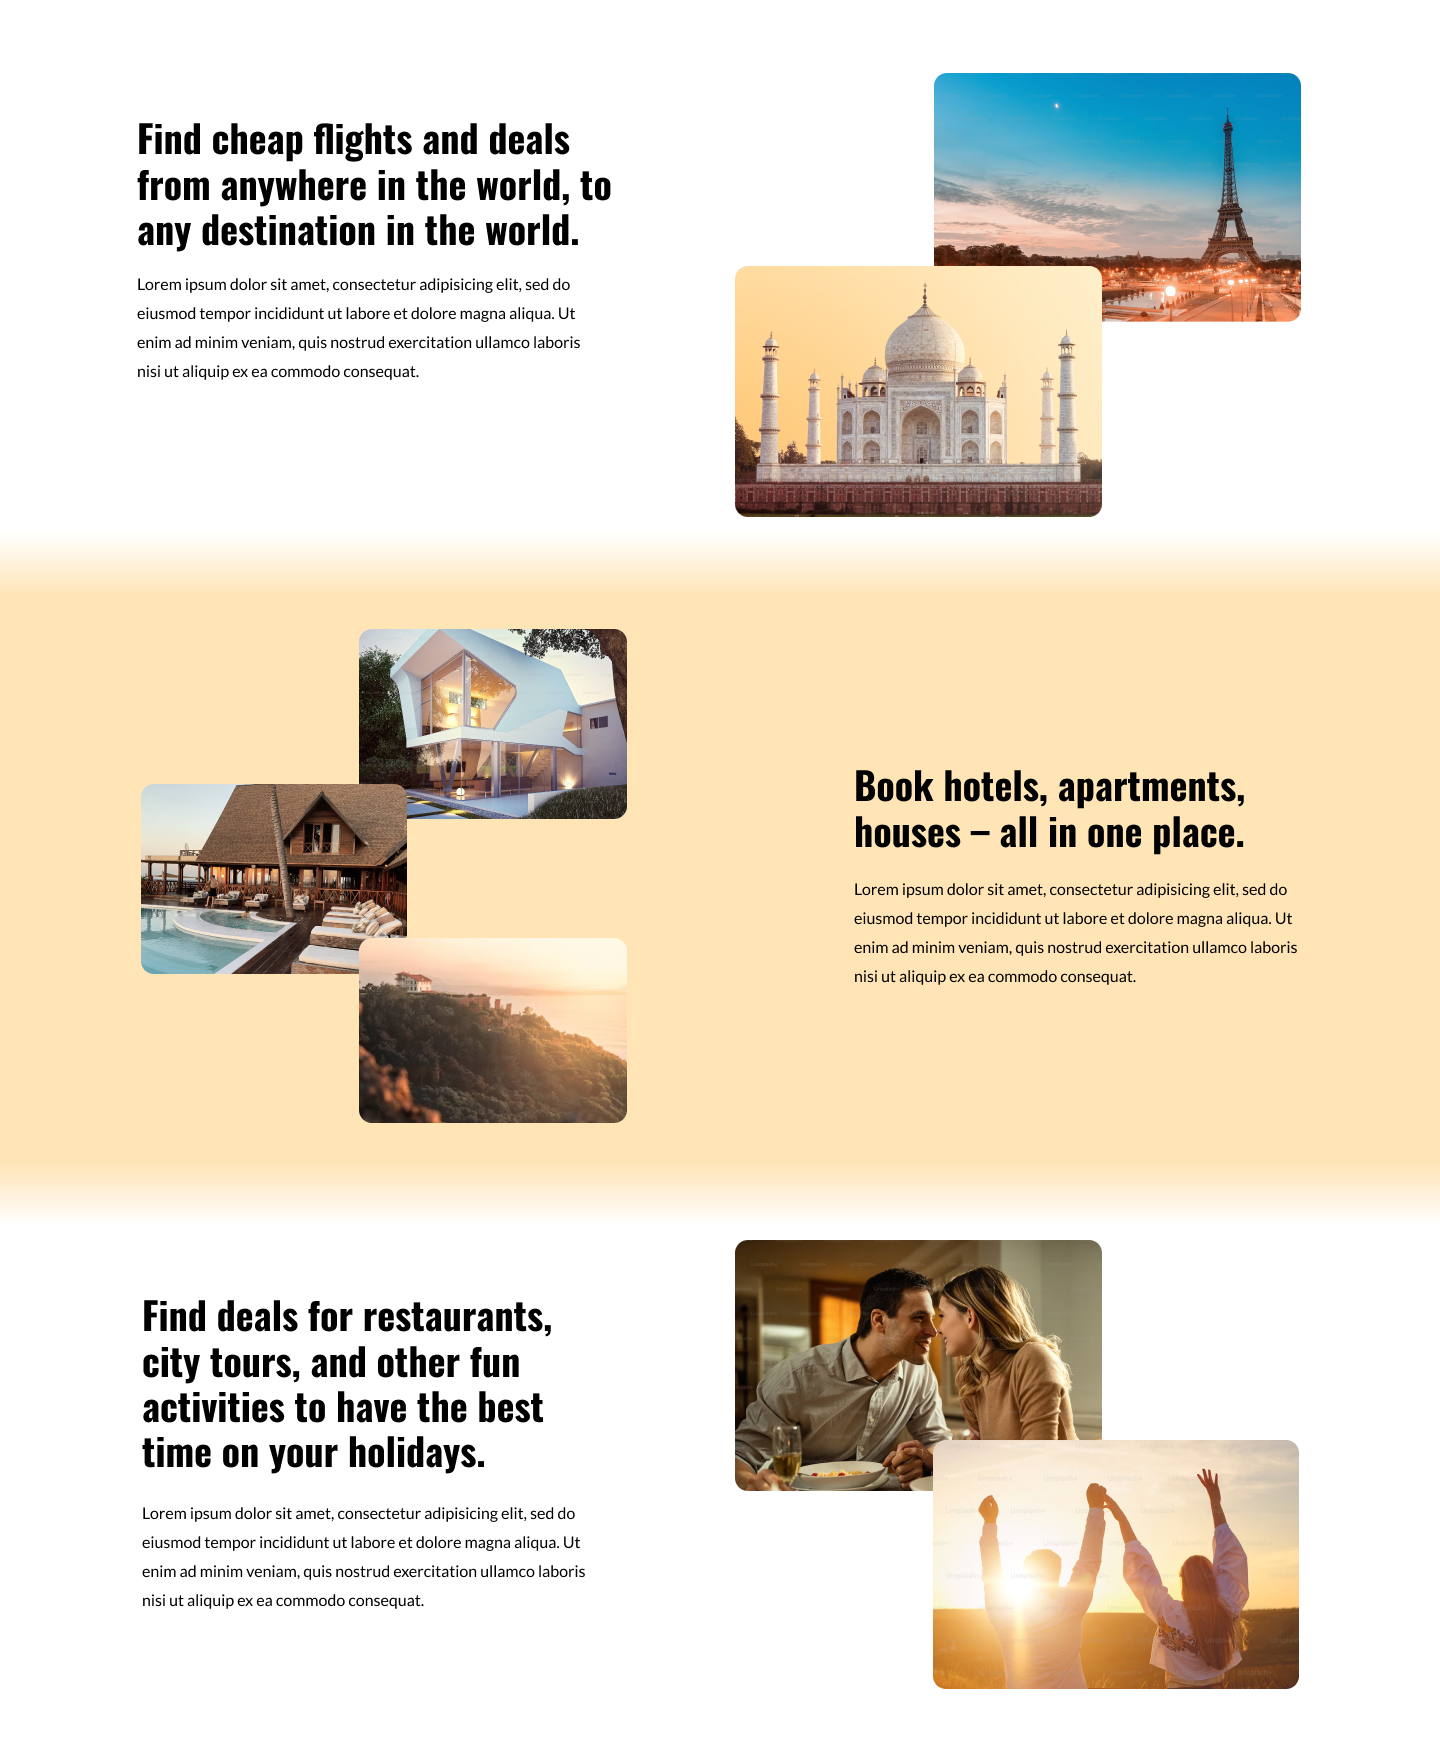 Find cheap flights and deals
from anywhere in the world, to
any destination in the world.
Lorem ipsum dolor sit amet, consectetur adipisicing elit, sed do
eiusmod tempor incididunt ut labore et dolore magna aliqua. Ut
enim ad minim veniam, quis nostrud exercitation ullamco laboris
nisi ut aliquip ex ea commodo consequat.
Book hotels, apartments,
houses – all in one place.
Lorem ipsum dolor sit amet, consectetur adipisicing elit, sed do
eiusmod tempor incididunt ut labore et dolore magna aliqua. Ut
enim ad minim veniam, quis nostrud exercitation ullamco laboris
nisi ut aliquip ex ea commodo consequat.
Find deals for restaurants,
city tours, and other fun
activities to have the best
time on your holidays.
Lorem ipsum dolor sit amet, consectetur adipisicing elit, sed do
eiusmod tempor incididunt ut labore et dolore magna aliqua. Ut
enim ad minim veniam, quis nostrud exercitation ullamco laboris
nisi ut aliquip ex ea commodo consequat.